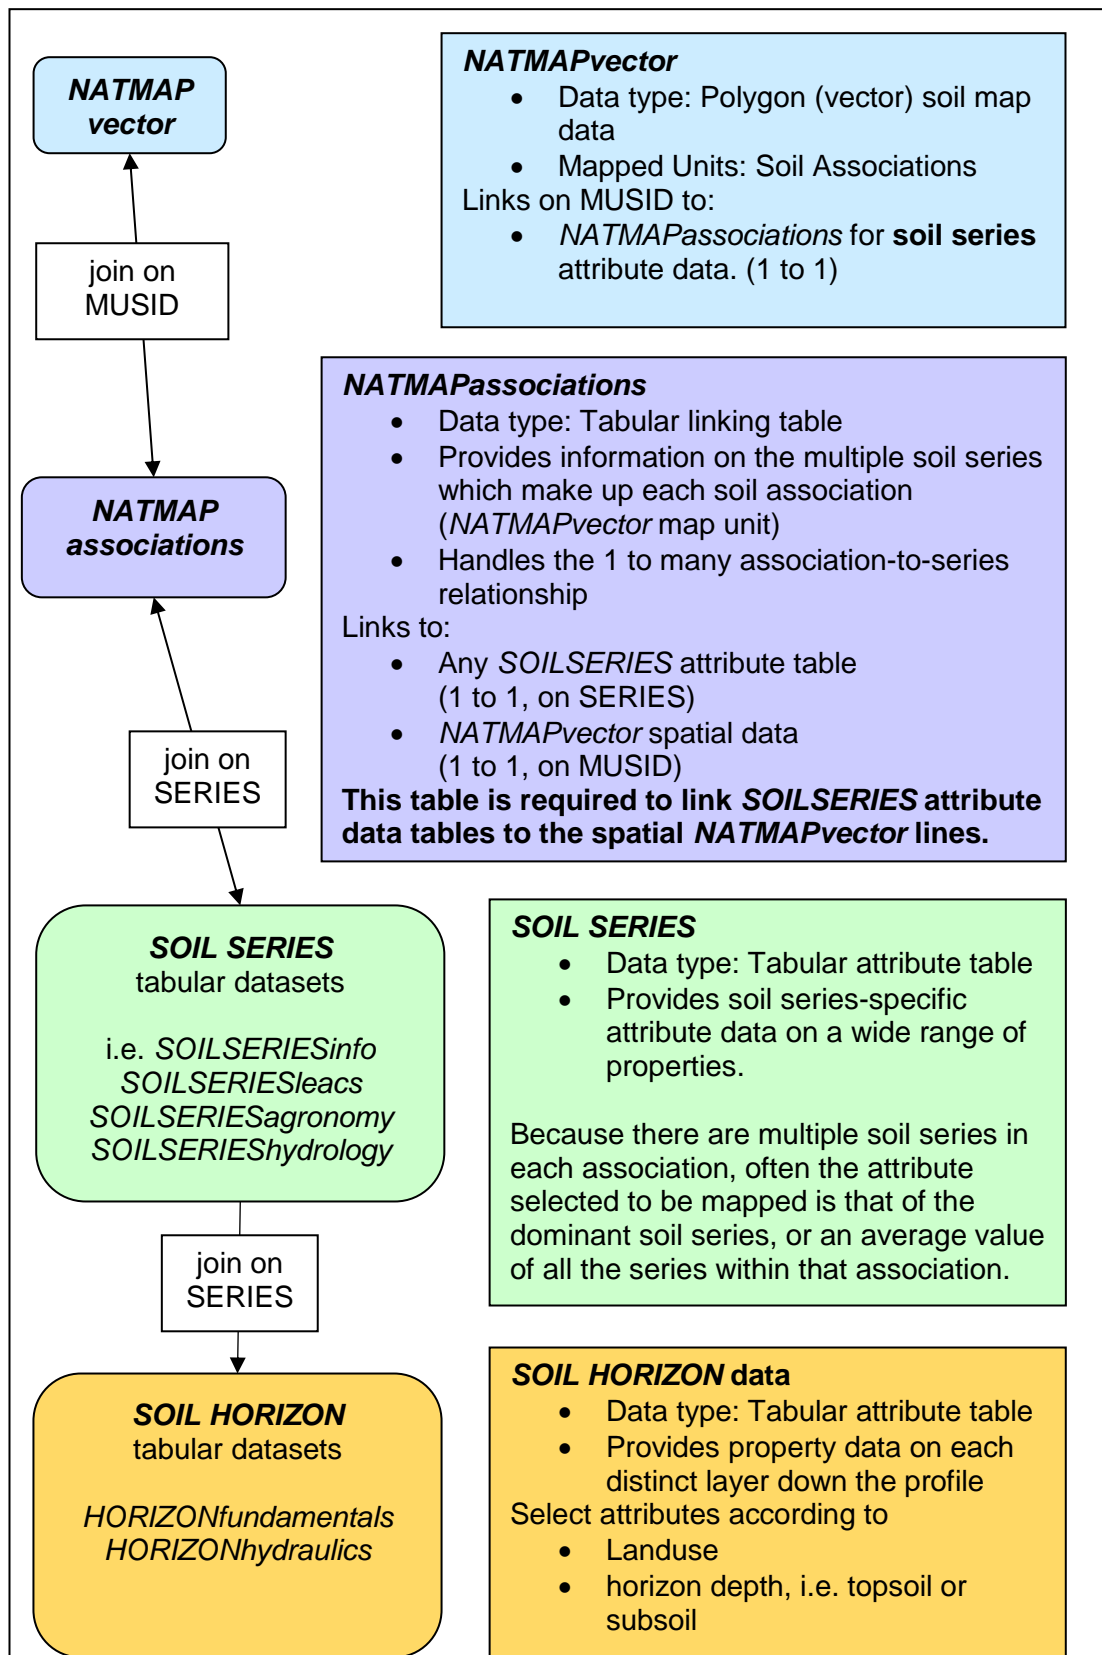 NATMAP
vector
NATMAPvector
• Data type: Polygon (vector) soil map
data
• Mapped Units: Soil Associations
Links on MUSID to:
• NATMAPassociations for soil series
attribute data. (1 to 1)
join on
MUSID
NATMAP
associations
NATMAPassociations
• Data type: Tabular linking table
• Provides information on the multiple soil series
which make up each soil association
(NATMAPvector map unit)
• Handles the 1 to many association-to-series
relationship
Links to:
• Any SOILSERIES attribute table
(1 to 1, on SERIES)
• NATMAPvector spatial data
(1 to 1, on MUSID)
This table is required to link SOILSERIES attribute
data tables to the spatial NATMAPvector lines.
join on
SERIES
SOIL SERIES
tabular datasets
i.e. SOILSERIESinfo
SOILSERIESleacs
SOILSERIESagronomy
SOILSERIEShydrology
SOIL SERIES
• Data type: Tabular attribute table
• Provides soil series-specific
attribute data on a wide range of
properties.
Because there are multiple soil series in
each association, often the attribute
selected to be mapped is that of the
dominant soil series, or an average value
of all the series within that association.
join on
SERIES
SOIL HORIZON
tabular datasets
HORIZONfundamentals
HORIZONhydraulics
SOIL HORIZON data
• Data type: Tabular attribute table
• Provides property data on each
distinct layer down the profile
Select attributes according to
• Landuse
• horizon depth, i.e. topsoil or
subsoil